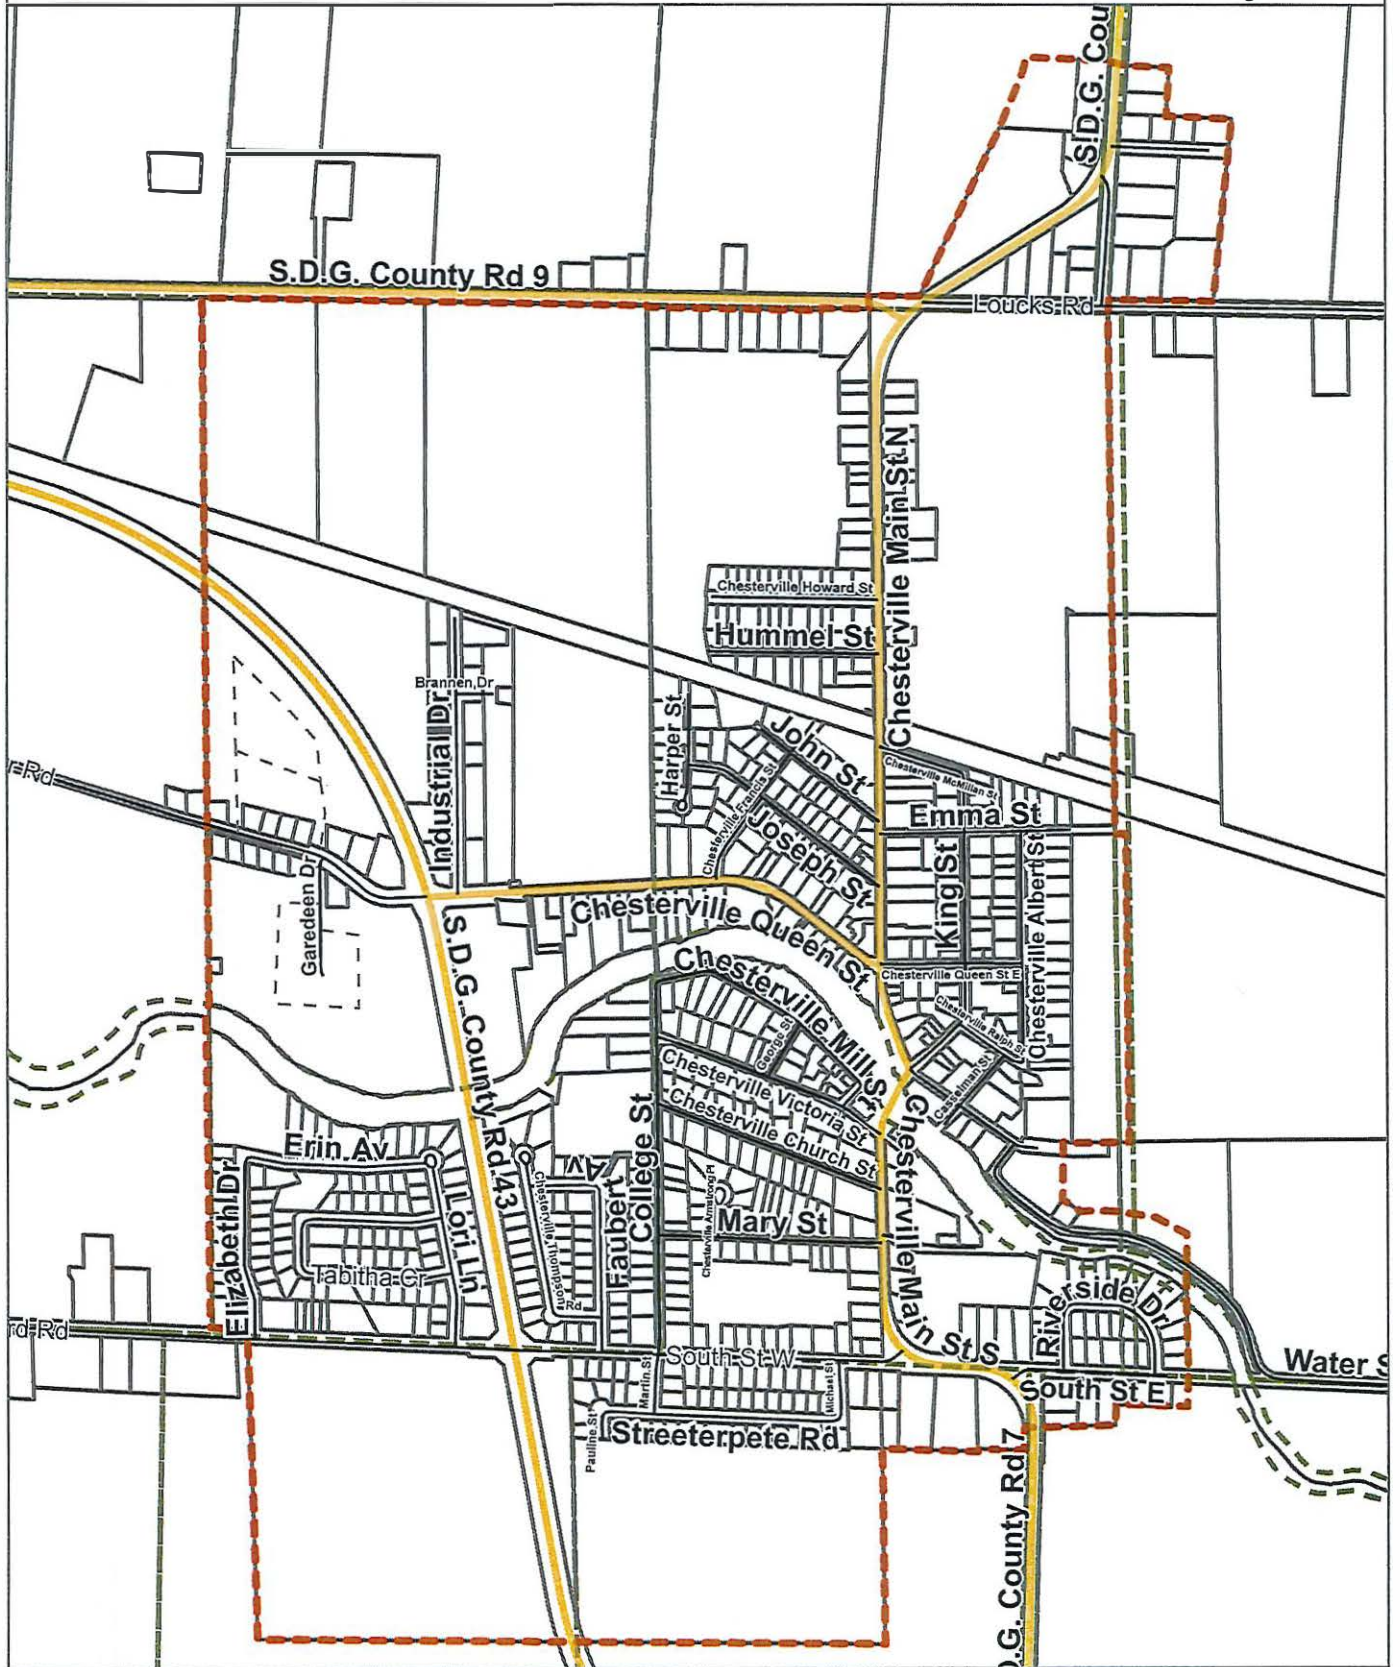 S.D.G. Cou
S.D.G. County Rd 9
Loucks Rd
Chesterville Main St N
Chesterville Howard St
Hummel St
Brannen Dr
Industrial Dr
Harper St
John St
Chesterville McMillan St
r Rd
Chesterville Francis St
Emma St
Joseph St
King St
Chesterville Albert St
Garedeen Dr
Chesterville Queen St
S.D.G. County Rd 43
Chesterville Mill St
Chesterville Queen St E
Chesterville Ralph St
George St
Casselman St
Chesterville Victoria St
Chesterville Church St
College St
Erin Av
Av
Elizabeth Dr
Lori Ln
Chesterville Thompson
Rd
Faubert
Chesterville Armstrong Pl
Mary St
Tabitha Cr
Chesterville Main St S
Riverside Dr
rd Rd
South St W
Water S
Martin St
Michael St
South St E
Pauline St
Streeterpete Rd
D.G. County Rd 7